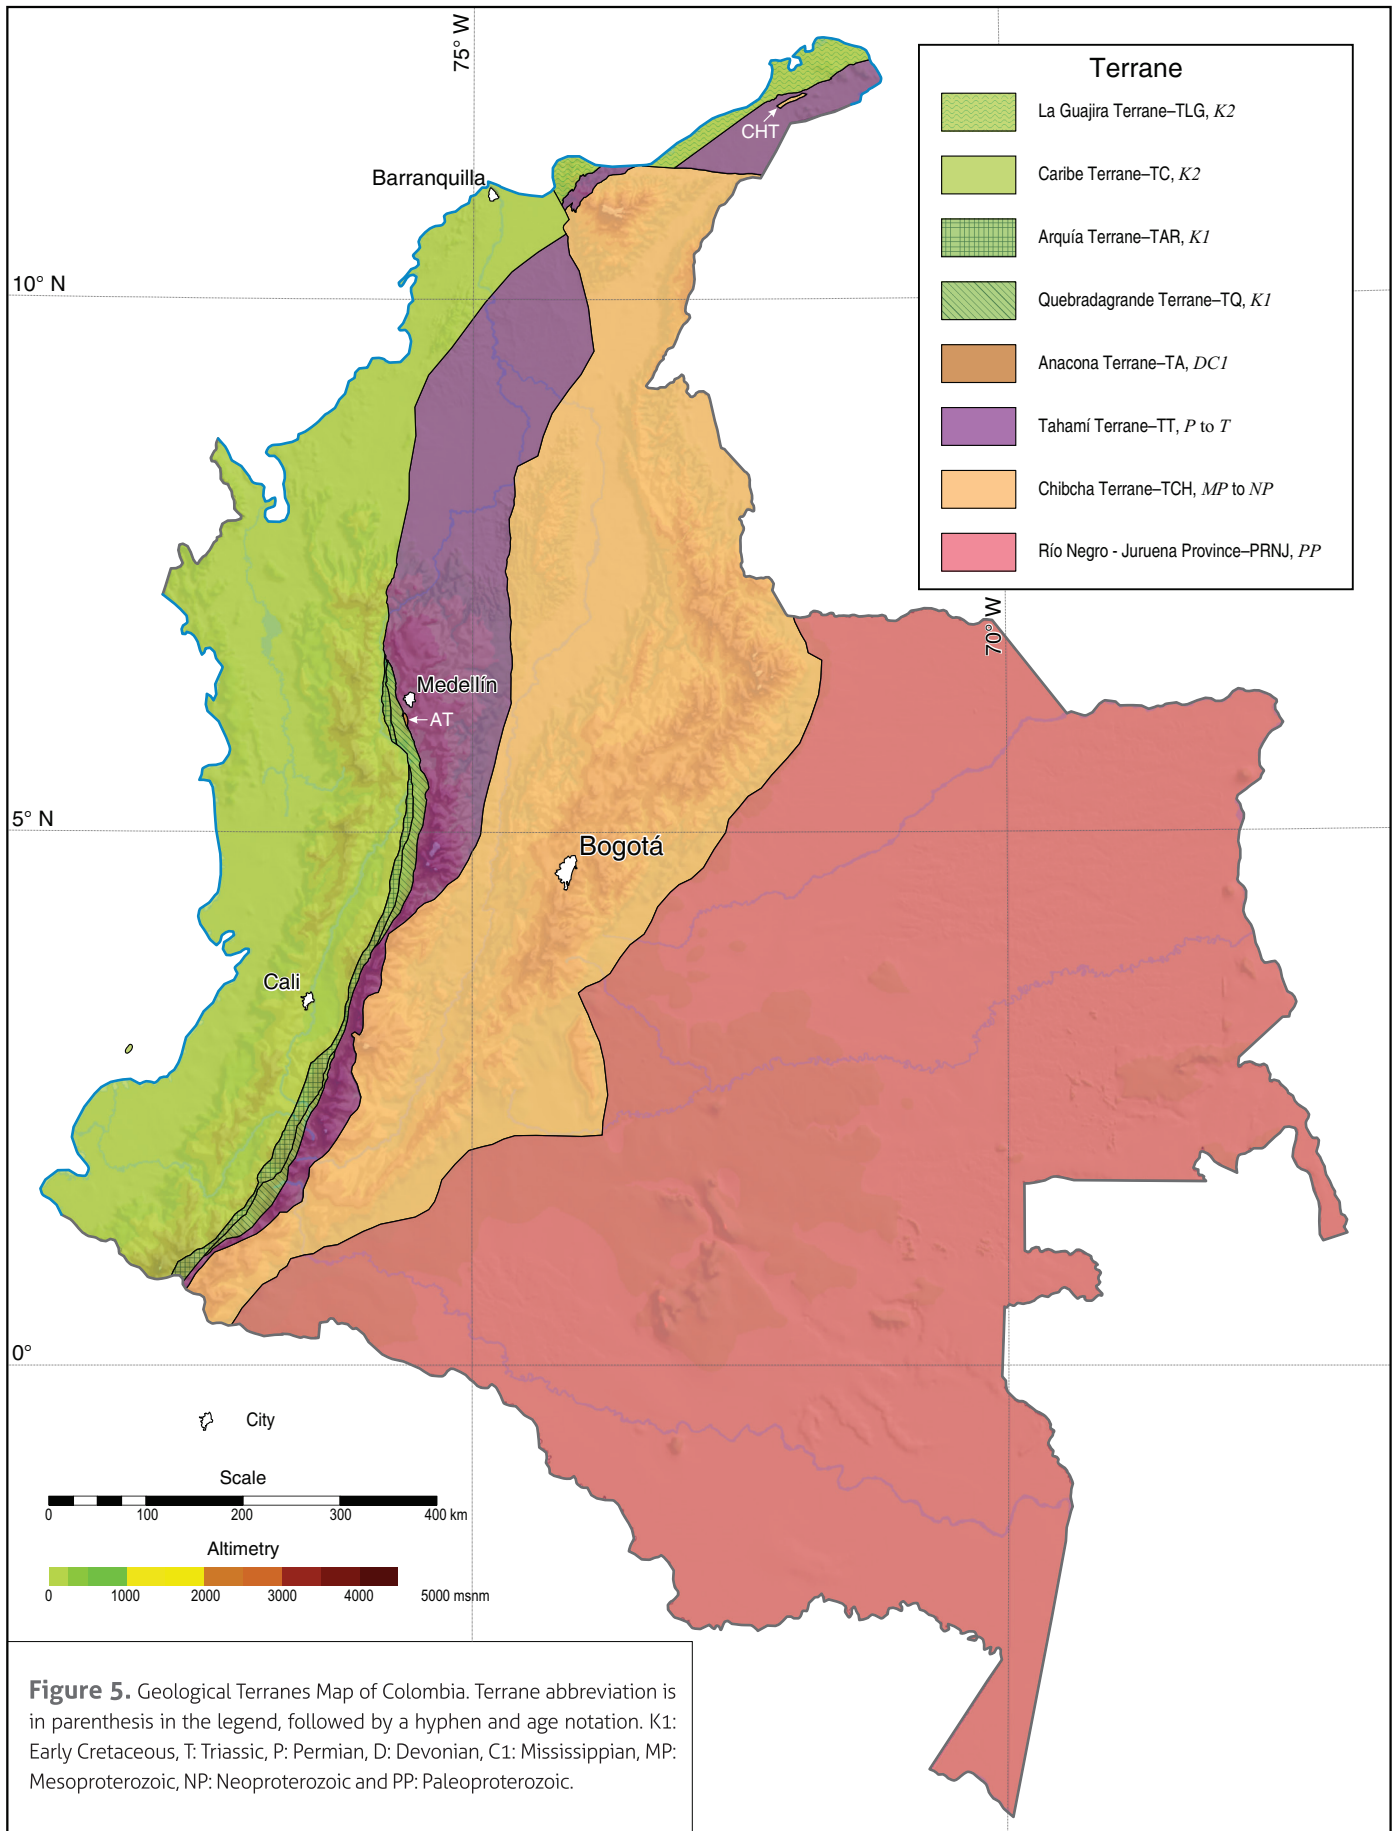 75° W
Terrane
La Guajira Terrane–TLG, K2
Caribe Terrane–TC, K2
Arquía Terrane–TAR, K1
Quebradagrande Terrane–TQ, K1
Anacona Terrane–TA, DC1
Tahamí Terrane–TT, P to T
Chibcha Terrane–TCH, MP to NP
Río Negro - Juruena Province–PRNJ, PP
CHT
Barranquilla
10° N
70° W
Medellín
AT
5° N
Bogotá
Cali
0°
City
Scale
0 100 200 300 400 km
Altimetry
0 1000 2000 3000 4000 5000 msnm
Figure 5. Geological Terranes Map of Colombia. Terrane abbreviation is
in parenthesis in the legend, followed by a hyphen and age notation. K1:
Early Cretaceous, T: Triassic, P: Permian, D: Devonian, C1: Mississippian, MP:
Mesoproterozoic, NP: Neoproterozoic and PP: Paleoproterozoic.